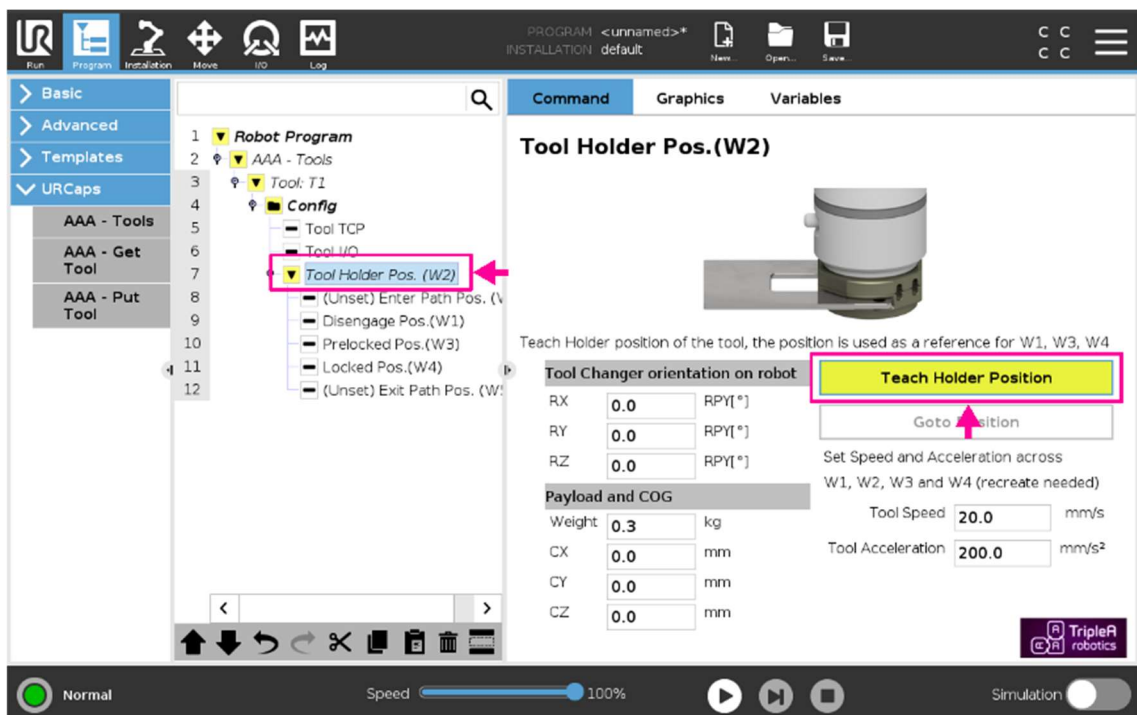 PROGRAM <unnamed>*
INSTALLATION default
Run
Program
Installation
Move
I/O
Log
New...
Open...
Save...
C C
C C
Basic
Advanced
Templates
URCaps
AAA - Tools
AAA - Get
Tool
AAA - Put
Tool
1 Robot Program
2 AAA - Tools
3 Tool: T1
4 Config
5 Tool TCP
6 Tool I/O
7 Tool Holder Pos. (W2)
8 (Unset) Enter Path Pos. (
9 Disengage Pos.(W1)
10 Prelocked Pos.(W3)
11 Locked Pos.(W4)
12 (Unset) Exit Path Pos. (W
Command Graphics Variables
Tool Holder Pos.(W2)
Teach Holder position of the tool, the position is used as a reference for W1, W3, W4
Tool Changer orientation on robot
RX 0.0 RPY[°]
RY 0.0 RPY[°]
RZ 0.0 RPY[°]
Payload and COG
Weight 0.3 kg
CX 0.0 mm
CY 0.0 mm
CZ 0.0 mm
Teach Holder Position
Goto Position
Set Speed and Acceleration across
W1, W2, W3 and W4 (recreate needed)
Tool Speed 20.0 mm/s
Tool Acceleration 200.0 mm/s²
A
A
TripleA
robotics
Normal
Speed 100%
Simulation